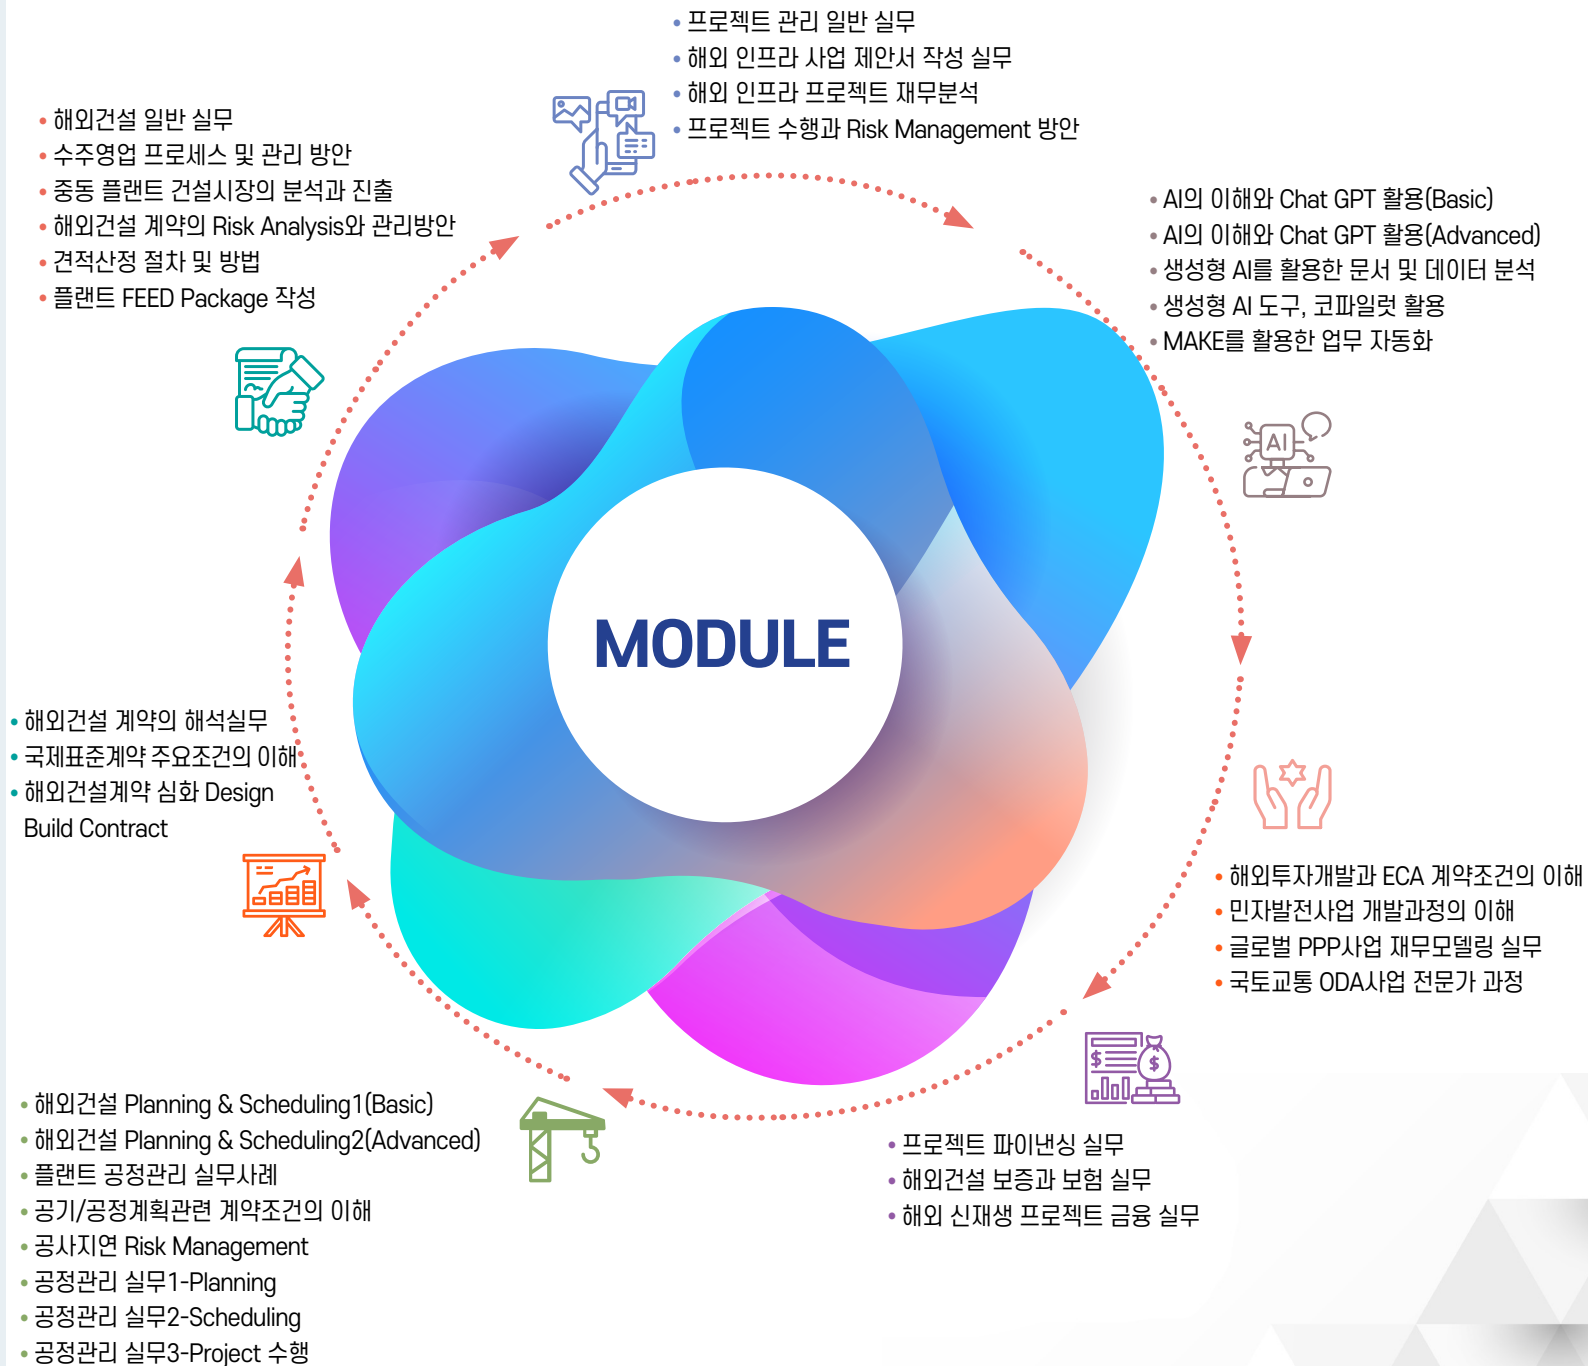 • 프로젝트 관리 일반 실무
• 해외 인프라 사업 제안서 작성 실무
• 해외 인프라 프로젝트 재무분석
• 프로젝트 수행과 Risk Management 방안
• 해외건설 일반 실무
• 수주영업 프로세스 및 관리 방안
• 중동 플랜트 건설시장의 분석과 진출
• 해외건설 계약의 Risk Analysis와 관리방안
• 견적산정 절차 및 방법
• 플랜트 FEED Package 작성
• AI의 이해와 Chat GPT 활용(Basic)
• AI의 이해와 Chat GPT 활용(Advanced)
• 생성형 AI를 활용한 문서 및 데이터 분석
• 생성형 AI 도구, 코파일럿 활용
• MAKE를 활용한 업무 자동화
AI
MODULE
• 해외건설 계약의 해석실무
• 국제표준계약 주요조건의 이해
• 해외건설계약 심화 Design
Build Contract
• 해외투자개발과 ECA 계약조건의 이해
• 민자발전사업 개발과정의 이해
• 글로벌 PPP사업 재무모델링 실무
• 국토교통 ODA사업 전문가 과정
$
$
• 프로젝트 파이낸싱 실무
• 해외건설 보증과 보험 실무
• 해외 신재생 프로젝트 금융 실무
• 해외건설 Planning & Scheduling1(Basic)
• 해외건설 Planning & Scheduling2(Advanced)
• 플랜트 공정관리 실무사례
• 공기/공정계획관련 계약조건의 이해
• 공사지연 Risk Management
• 공정관리 실무1-Planning
• 공정관리 실무2-Scheduling
• 공정관리 실무3-Project 수행